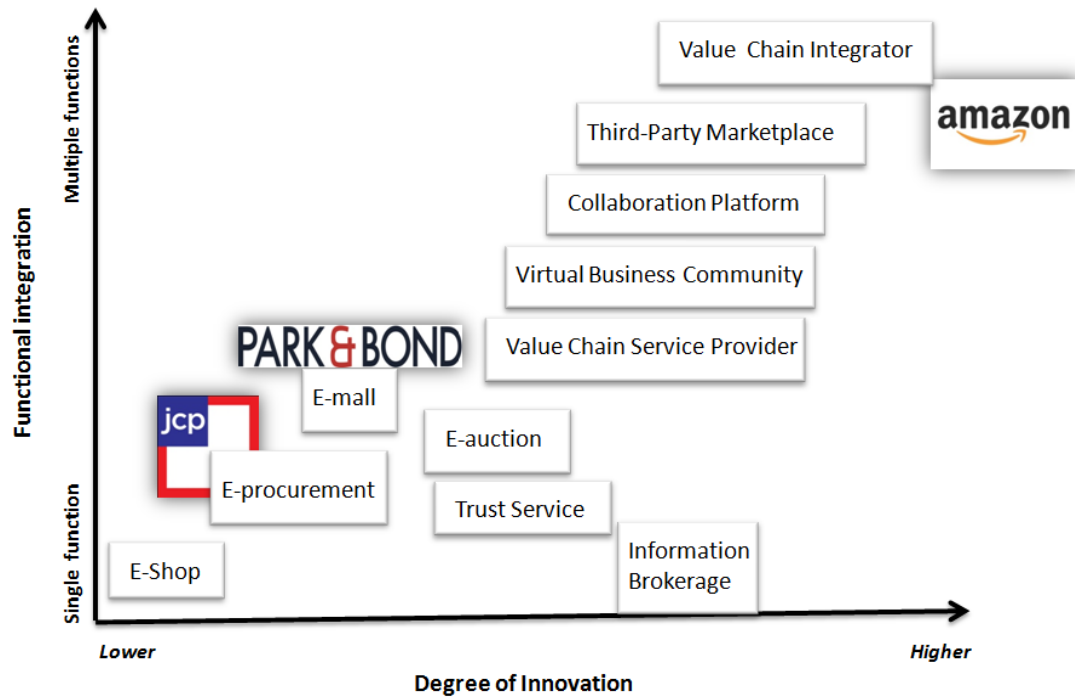 Value Chain Integrator
amazon
Third-Party Marketplace
Collaboration Platform
Virtual Business Community
PARK & BOND
Value Chain Service Provider
E-mall
jcp
E-auction
E-procurement
Trust Service
E-Shop
Information
Brokerage
Functional integration
Multiple functions
Single function
Lower
Higher
Degree of Innovation